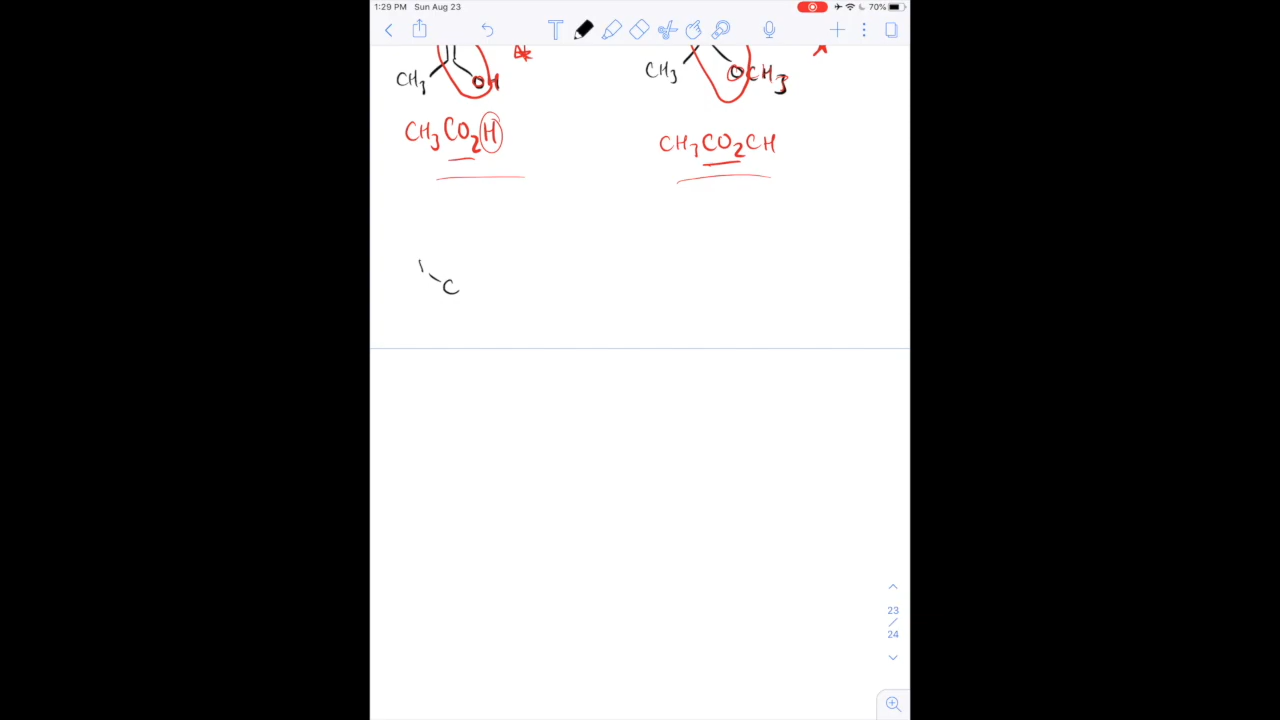 1:29 PM Sun Aug 23
70%
T
CH₃ OH
CH₃ OCH₃
CH₃CO₂H
CH₃CO₂CH
C
23
/
24